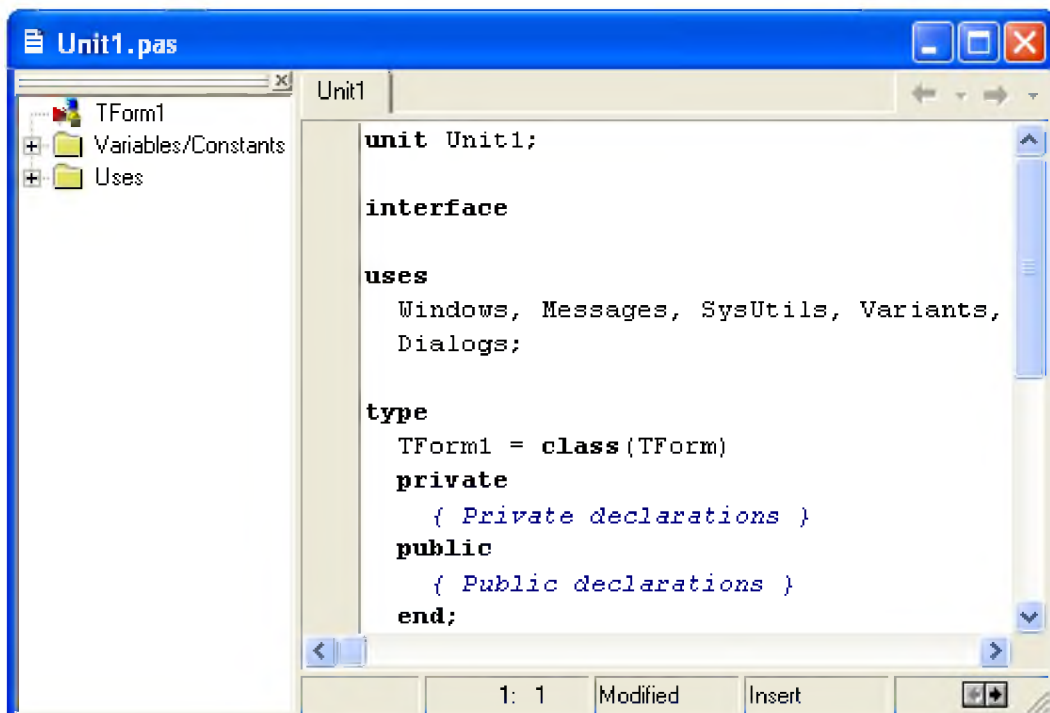 Unit1.pas
TForm1
Variables/Constants
Uses
Unit1
unit Unit1;
interface
uses
Windows, Messages, SysUtils, Variants,
Dialogs;
type
TForm1 = class(TForm)
private
{ Private declarations }
public
{ Public declarations }
end;
1: 1 Modified Insert